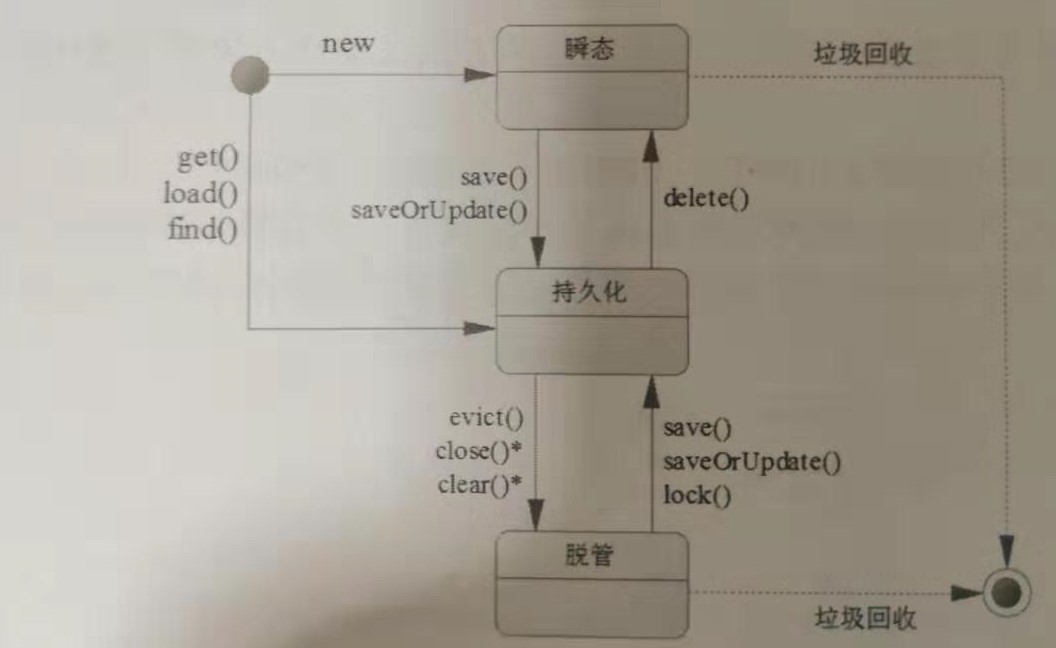 new
瞬态
垃圾回收
get()
load()
find()
save()
saveOrUpdate()
delete()
持久化
evict()
close()*
clear()*
save()
saveOrUpdate()
lock()
脱管
垃圾回收